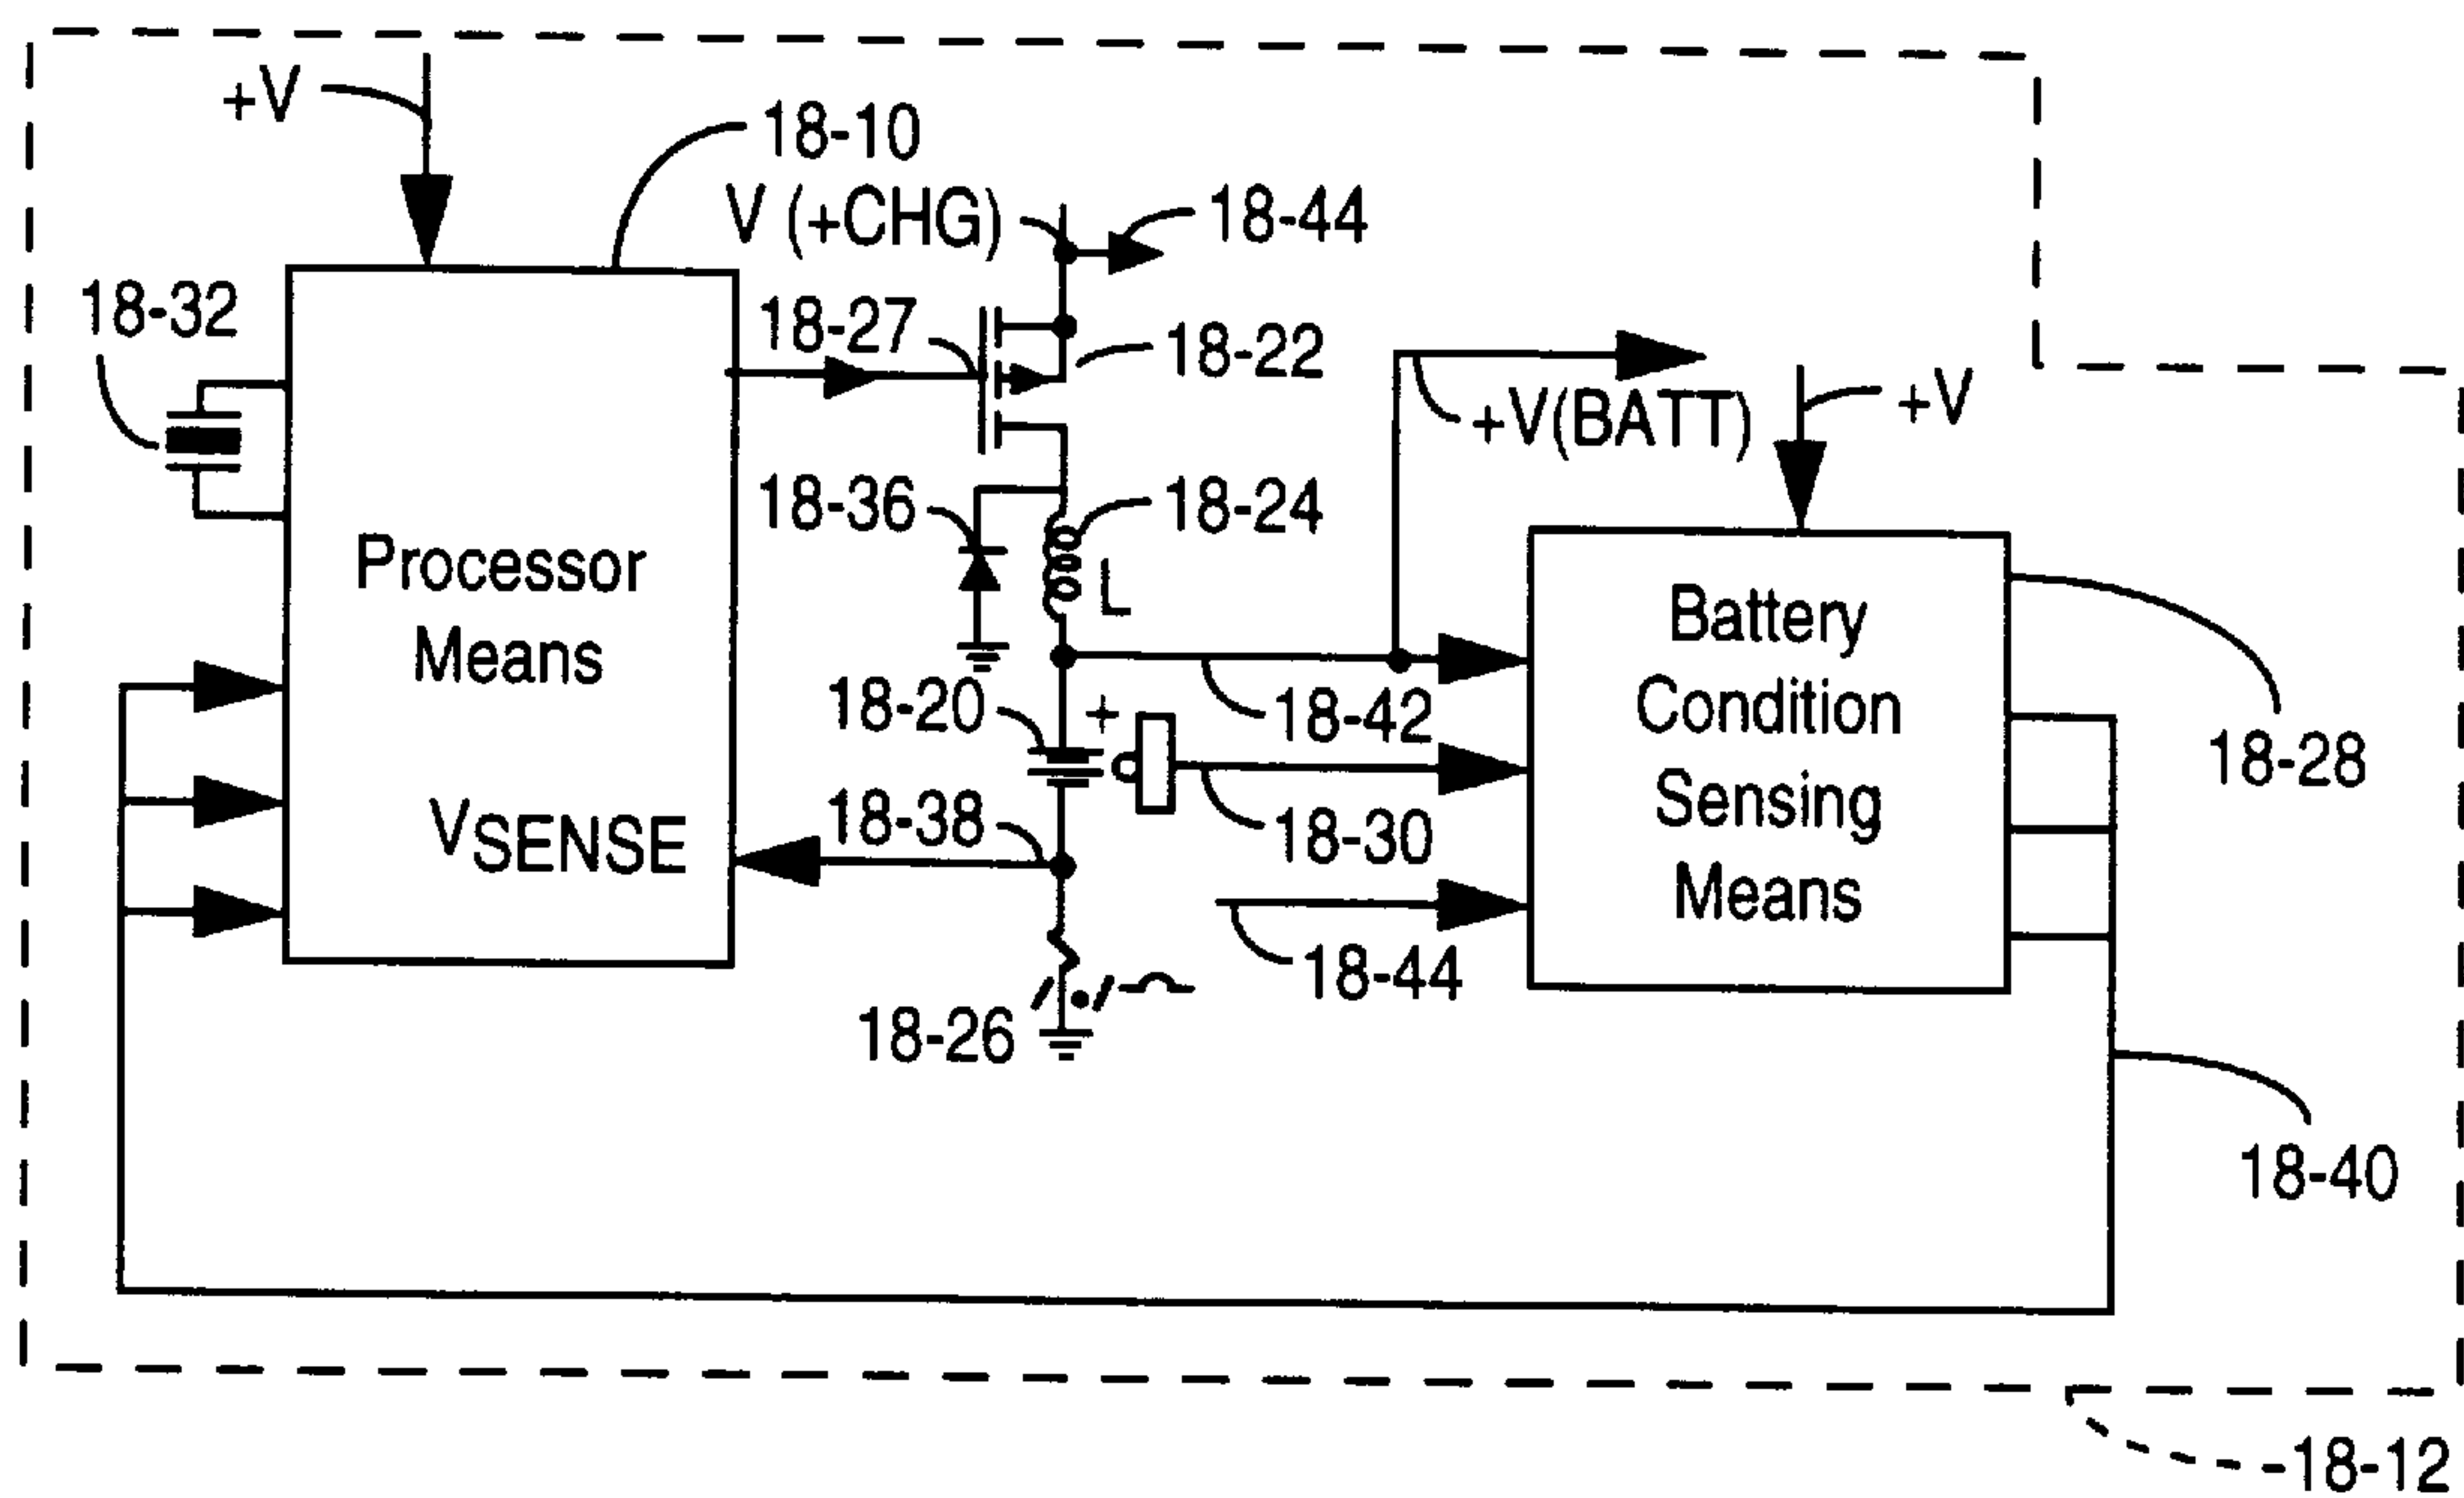 +V
18-10
V (+CHG)
18-44
18-32
18-27
18-22
+V(BATT)
+V
18-36
18-24
L
Processor
Means
Battery
Condition
Sensing
Means
18-20
+
18-42
18-28
VSENSE
18-38
18-30
18-44
18-26
18-40
18-12